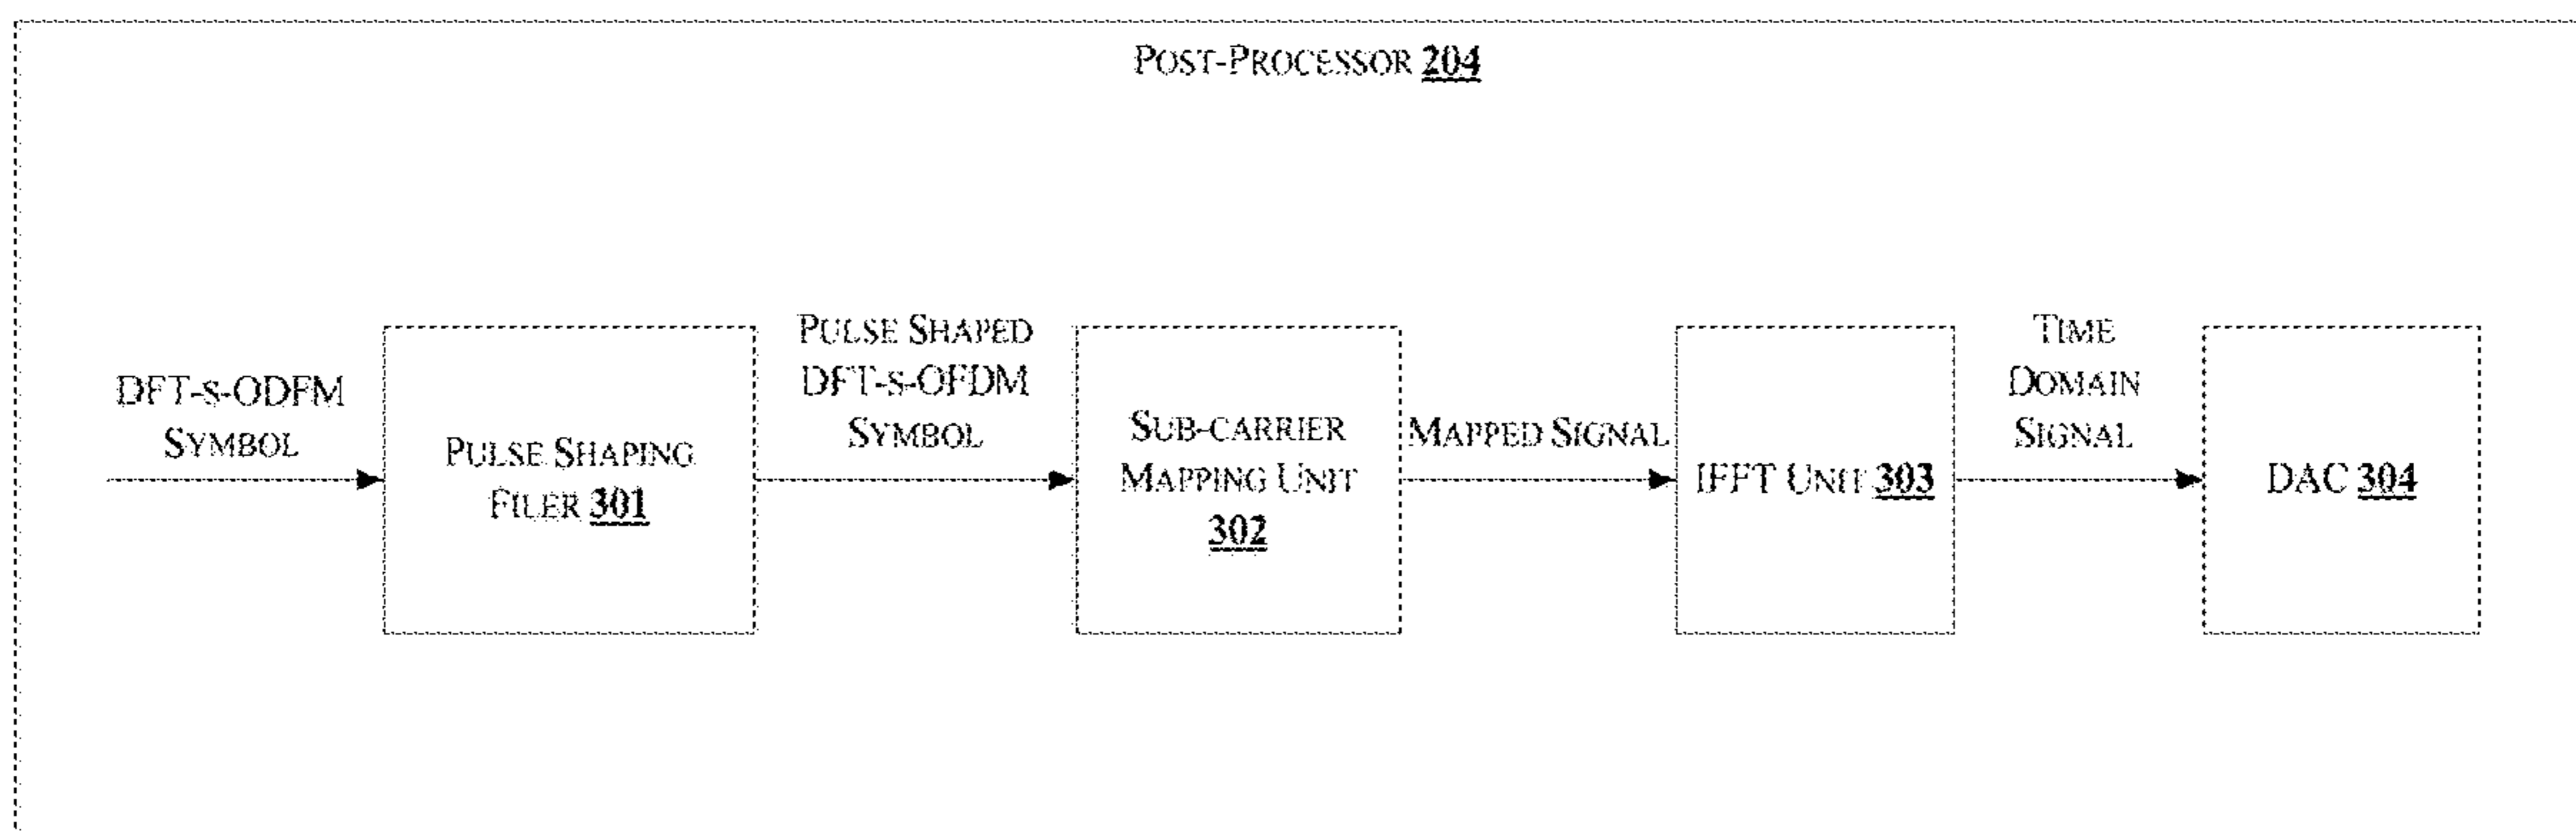 POST-PROCESSOR 204
DFT-S-ODFM
SYMBOL
PULSE SHAPING
FILER 301
PULSE SHAPED
DFT-S-OFDM
SYMBOL
SUB-CARRIER
MAPPING UNIT
302
MAPPED SIGNAL
IFFT UNIT 303
TIME
DOMAIN
SIGNAL
DAC 304